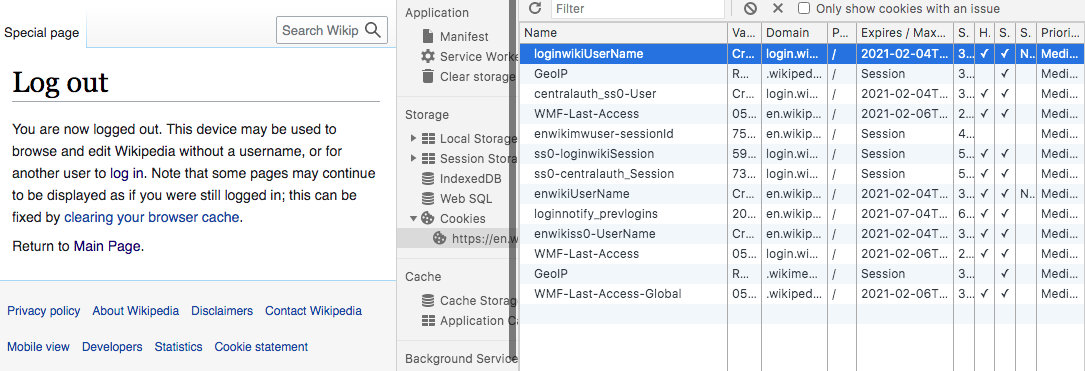 Special page
Search Wikip
Log out
You are now logged out. This device may be used to
browse and edit Wikipedia without a username, or for
another user to log in. Note that some pages may continue
to be displayed as if you were still logged in; this can be
fixed by clearing your browser cache.
Return to Main Page.
Privacy policy About Wikipedia Disclaimers Contact Wikipedia
Mobile view Developers Statistics Cookie statement
Application
Manifest
Service Worke
Clear storage
Storage
Local Storage
Session Stora
IndexedDB
Web SQL
Cookies
https://en.w
Cache
Cache Storag
Application Ca
Background Service
Filter Only show cookies with an issue
Name Va... Domain P... Expires / Max... S. H. S. S. Priori...
loginwikiUserName Cr... login.wi... / 2021-02-04T... 3... ✓ ✓ N.. Medi...
GeoIP R... .wikiped... / Session 3... ✓ Medi...
centralauth_ss0-User Cr... login.wi... / 2021-02-04T... 3... ✓ ✓ Medi...
WMF-Last-Access 05... en.wikip... / 2021-02-06T... 2... ✓ ✓ Medi...
enwikimwuser-sessionId 75... en.wikip... / Session 4... Medi...
ss0-loginwikiSession 59... login.wi... / Session 5... ✓ ✓ Medi...
ss0-centralauth_Session 73... login.wi... / Session 5... ✓ ✓ Medi...
enwikiUserName Cr... en.wikip... / 2021-02-04T... 3... ✓ ✓ N.. Medi...
loginnotify_prevlogins 20... en.wikip... / 2021-07-04T... 6... ✓ ✓ Medi...
enwikiss0-UserName Cr... en.wikip... / 2021-02-04T... 3... ✓ ✓ Medi...
WMF-Last-Access 05... login.wi... / 2021-02-06T... 2... ✓ ✓ Medi...
GeoIP R... .wikime... / Session 3... ✓ Medi...
WMF-Last-Access-Global 05... .wikiped... / 2021-02-06T... 3... ✓ ✓ Medi...